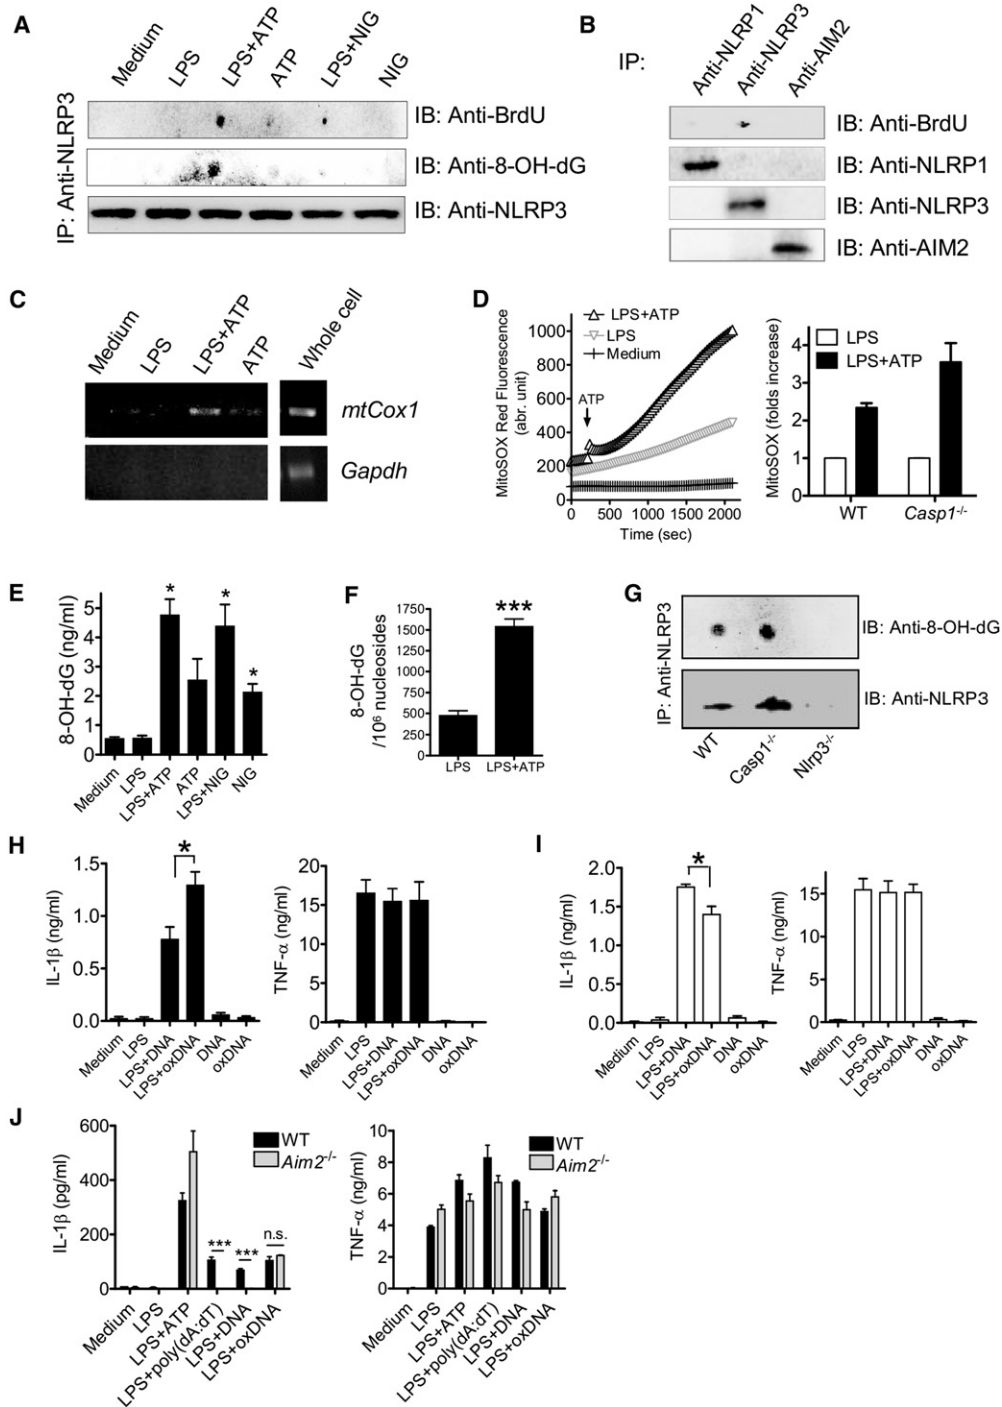 A
Medium
LPS
LPS+ATP
ATP
LPS+NIG
NIG
IP: Anti-NLRP3
IB: Anti-BrdU
IB: Anti-8-OH-dG
IB: Anti-NLRP3
B
IP:
Anti-NLRP1
Anti-NLRP3
Anti-AIM2
IB: Anti-BrdU
IB: Anti-NLRP1
IB: Anti-NLRP3
IB: Anti-AIM2
C
Medium
LPS
LPS+ATP
ATP
Whole cell
mtCox1
Gapdh
D
MitoSOX Red Fluorescence
(abr. unit)
1000
800
600
400
200
0
LPS+ATP
LPS
Medium
ATP
0 500 1000 1500 2000
Time (sec)
MitoSOX (folds increase)
4
3
2
1
0
LPS
LPS+ATP
WT
Casp1-/-
E
8-OH-dG (ng/ml)
5
4
3
2
1
0
* * *
Medium
LPS
LPS+ATP
ATP
LPS+NIG
NIG
F
8-OH-dG
/10⁶ nucleosides
1750
1500
1250
1000
750
500
250
0
***
LPS
LPS+ATP
G
IP: Anti-NLRP3
IB: Anti-8-OH-dG
IB: Anti-NLRP3
WT
Casp1-/-
Nlrp3-/-
H
IL-1β (ng/ml)
1.5
1.0
0.5
0.0
*
Medium
LPS
LPS+DNA
LPS+oxDNA
DNA
oxDNA
TNF-α (ng/ml)
20
15
10
5
0
Medium
LPS
LPS+DNA
LPS+oxDNA
DNA
oxDNA
I
IL-1β (ng/ml)
2.0
1.5
1.0
0.5
0.0
*
Medium
LPS
LPS+DNA
LPS+oxDNA
DNA
oxDNA
TNF-α (ng/ml)
15
10
5
0
Medium
LPS
LPS+DNA
LPS+oxDNA
DNA
oxDNA
J
IL-1β (pg/ml)
600
400
200
0
WT
Aim2-/-
***
***
n.s.
Medium
LPS
LPS+ATP
LPS+poly(dA:dT)
LPS+DNA
LPS+oxDNA
TNF-α (ng/ml)
10
8
6
4
2
0
WT
Aim2-/-
Medium
LPS
LPS+ATP
LPS+poly(dA:dT)
LPS+DNA
LPS+oxDNA